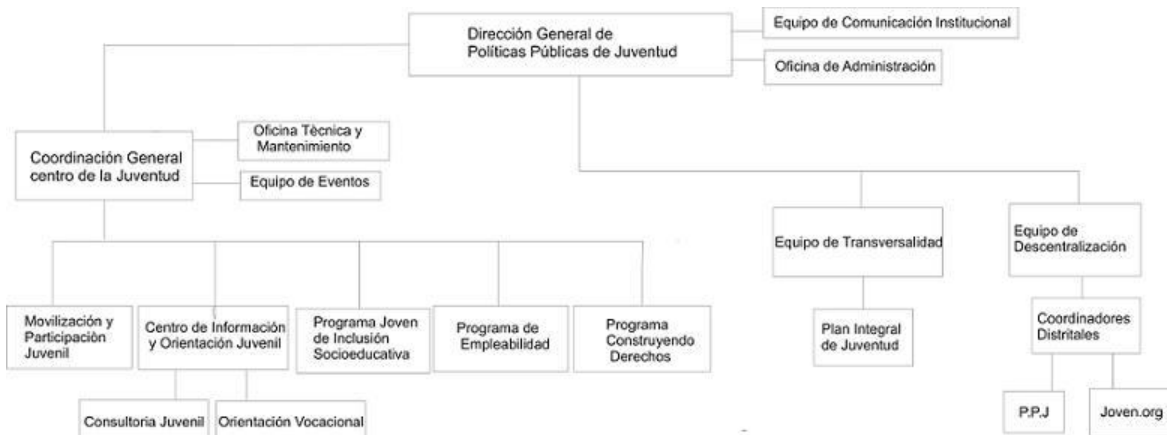 Dirección General de
Políticas Públicas de Juventud
Equipo de Comunicación Institucional
Oficina de Administración
Coordinación General
centro de la Juventud
Oficina Tècnica y
Mantenimiento
Equipo de Eventos
Equipo de Transversalidad
Equipo de
Descentralización
Movilización y
Participación
Juvenil
Centro de Información
y Orientación Juvenil
Programa Joven
de Inclusión
Socioeducativa
Programa de
Empleabilidad
Programa
Construyendo
Derechos
Plan Integral
de Juventud
Coordinadores
Distritales
Consultoria Juvenil
Orientación Vocacional
P.P.J
Joven.org